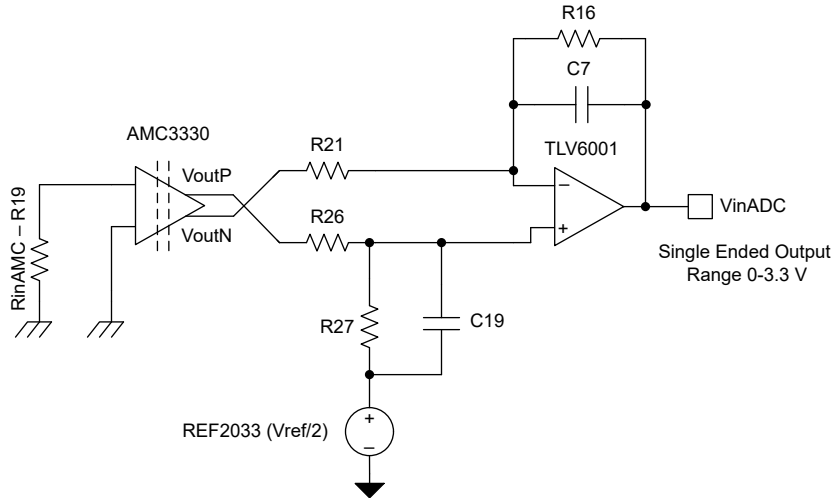 R16
C7
AMC3330
R21
TLV6001
VoutP
RinAMC – R19
VoutN
R26
−
+
VinADC
Single Ended Output
Range 0-3.3 V
R27
C19
REF2033 (Vref/2)
+
−